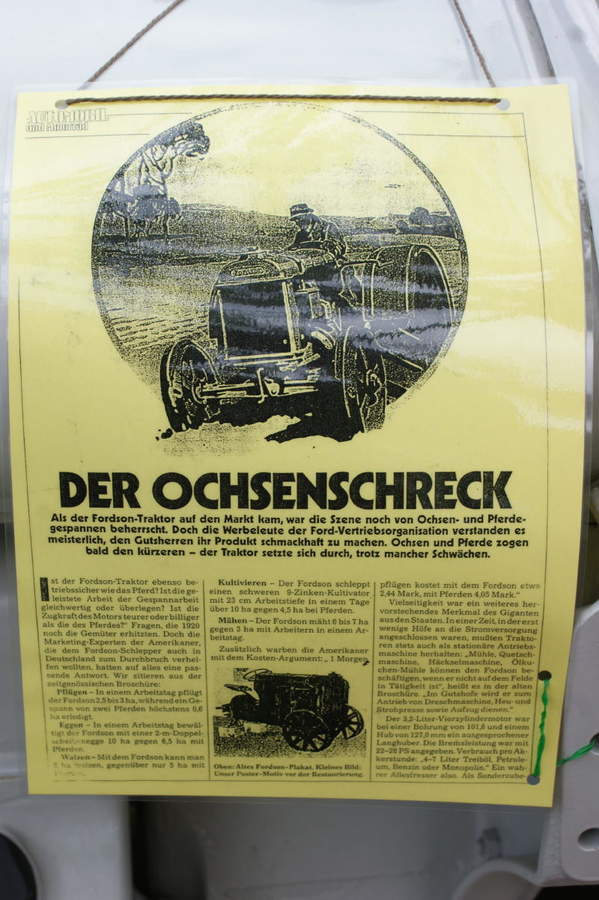 AUTOMOBIL
und Motorrad
DER OCHSENSCHRECK
Als der Fordson-Traktor auf den Markt kam, war die Szene noch von Ochsen- und Pferde-
gespannen beherrscht. Doch die Werbeleute der Ford-Vertriebsorganisation verstanden es
meisterlich, den Gutsherren ihr Produkt schmackhaft zu machen. Ochsen und Pferde zogen
bald den kürzeren – der Traktor setzte sich durch, trotz mancher Schwächen.
Ist der Fordson-Traktor ebenso be-
triebssicher wie das Pferd? Ist die ge-
leistete Arbeit der Gespannarbeit
gleichwertig oder überlegen? Ist die
Zugkraft des Motors teurer oder billiger
als die des Pferdes?" Fragen, die 1920
noch die Gemüter erhitzten. Doch die
Marketing-Experten der Amerikaner,
die dem Fordson-Schlepper auch in
Deutschland zum Durchbruch verhel-
fen wollten, hatten auf alles eine pas-
sende Antwort. Wir zitieren aus der
zeitgenössischen Broschüre:
Pflügen – In einem Arbeitstag pflügt
der Fordson 2,5 bis 3 ha, während ein Ge-
spann von zwei Pferden höchstens 0,6
ha erledigt.
Eggen – In einem Arbeitstag bewäl-
tigt der Fordson mit einer 2-m-Doppel-
egge 10 ha gegen 6,5 ha mit
Pferden.
Walzen – Mit dem Fordson kann man
ha walzen, gegenüber nur 5 ha mit
Kultivieren – Der Fordson schleppt
einen schweren 9-Zinken-Kultivator
mit 23 cm Arbeitstiefe in einem Tage
über 10 ha gegen 4,5 ha bei Pferden.
Mähen – Der Fordson mäht 6 bis 7 ha
gegen 3 ha mit Arbeitern in einem Ar-
beitstag.
Zusätzlich warben die Amerikaner
mit dem Kosten-Argument: „1 Morgen
Oben: Altes Fordson-Plakat. Kleines Bild:
Unser Poster-Motiv vor der Restaurierung.
pflügen kostet mit dem Fordson etwa
2,44 Mark, mit Pferden 4,05 Mark."
Vielseitigkeit war ein weiteres her-
vorstechendes Merkmal des Giganten
aus den Staaten. In einer Zeit, in der erst
wenige Höfe an die Stromversorgung
angeschlossen waren, mußten Trakto-
ren stets auch als stationäre Antriebs-
maschine herhalten: „Mühle, Quetsch-
maschine, Häckselmaschine, Ölku-
chen-Mühle können den Fordson be-
schäftigen, wenn er nicht auf dem Felde
in Tätigkeit ist", heißt es in der alten
Broschüre. „Im Gutshofe wird er zum
Antrieb von Dreschmaschine, Heu- und
Strohpresse sowie Aufzug dienen."
Der 3,2-Liter-Vierzylindermotor war
bei einer Bohrung von 101,6 und einem
Hub von 127,0 mm ein ausgesprochener
Langhuber. Die Bremsleistung war mit
22–28 PS angegeben. Verbrauch pro Ak-
kerstunde: „4–7 Liter Treiböl, Petrole-
um, Benzin oder Monopolin." Ein wah-
rer Allesfresser also. Als Sonderzube-